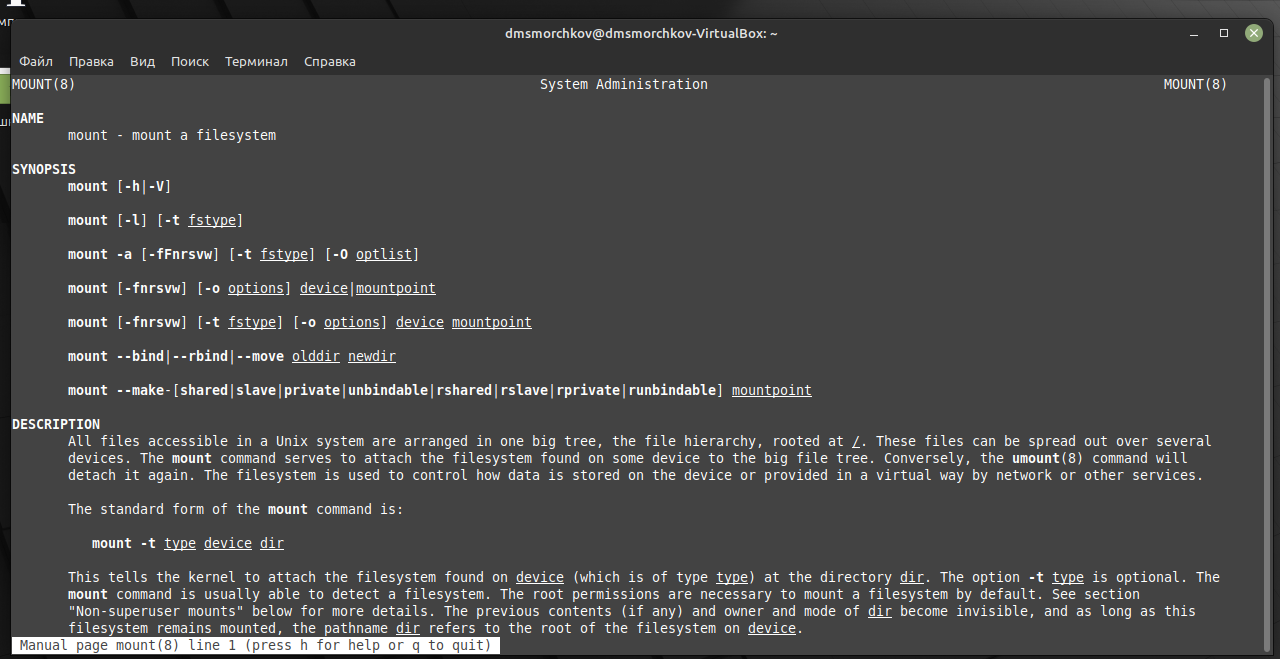 dmsmorchkov@dmsmorchkov-VirtualBox: ~
Файл Правка Вид Поиск Терминал Справка
MOUNT(8) System Administration MOUNT(8)
NAME
mount - mount a filesystem
SYNOPSIS
mount [-h|-V]
mount [-l] [-t fstype]
mount -a [-fFnrsvw] [-t fstype] [-O optlist]
mount [-fnrsvw] [-o options] device|mountpoint
mount [-fnrsvw] [-t fstype] [-o options] device mountpoint
mount --bind|--rbind|--move olddir newdir
mount --make-[shared|slave|private|unbindable|rshared|rslave|rprivate|runbindable] mountpoint
DESCRIPTION
All files accessible in a Unix system are arranged in one big tree, the file hierarchy, rooted at /. These files can be spread out over several
devices. The mount command serves to attach the filesystem found on some device to the big file tree. Conversely, the umount(8) command will
detach it again. The filesystem is used to control how data is stored on the device or provided in a virtual way by network or other services.
The standard form of the mount command is:
mount -t type device dir
This tells the kernel to attach the filesystem found on device (which is of type type) at the directory dir. The option -t type is optional. The
mount command is usually able to detect a filesystem. The root permissions are necessary to mount a filesystem by default. See section
"Non-superuser mounts" below for more details. The previous contents (if any) and owner and mode of dir become invisible, and as long as this
filesystem remains mounted, the pathname dir refers to the root of the filesystem on device.
Manual page mount(8) line 1 (press h for help or q to quit)